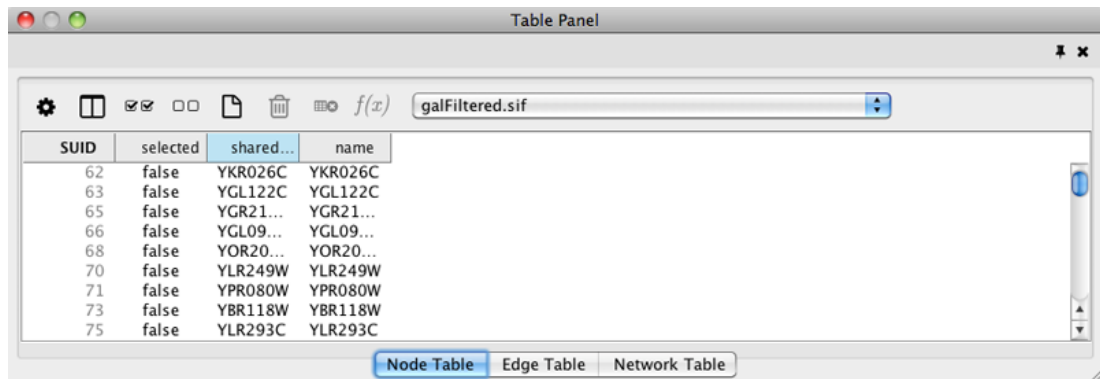 Table Panel
f(x) galFiltered.sif
SUID selected shared... name
62 false YKR026C YKR026C
63 false YGL122C YGL122C
65 false YGR21... YGR21...
66 false YGL09... YGL09...
68 false YOR20... YOR20...
70 false YLR249W YLR249W
71 false YPR080W YPR080W
73 false YBR118W YBR118W
75 false YLR293C YLR293C
Node Table Edge Table Network Table